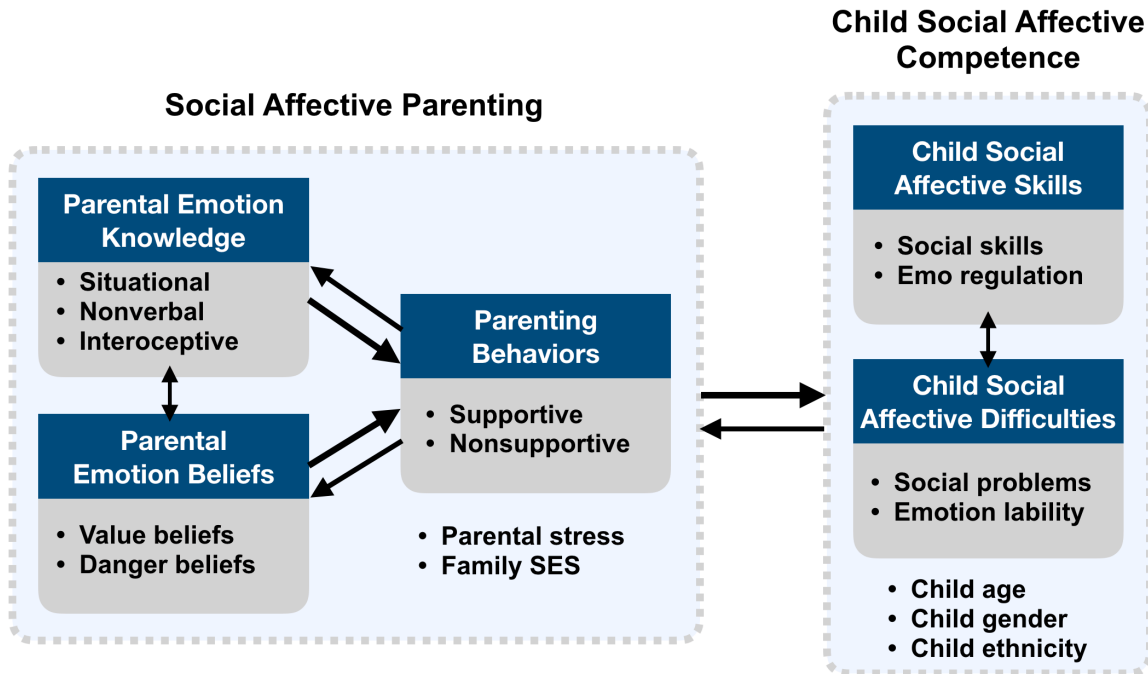 Social Affective Parenting
Parental Emotion
Knowledge
• Situational
• Nonverbal
• Interoceptive
Parental
Emotion Beliefs
• Value beliefs
• Danger beliefs
Parenting
Behaviors
• Supportive
• Nonsupportive
• Parental stress
• Family SES
Child Social Affective
Competence
Child Social
Affective Skills
• Social skills
• Emo regulation
Child Social
Affective Difficulties
• Social problems
• Emotion lability
• Child age
• Child gender
• Child ethnicity